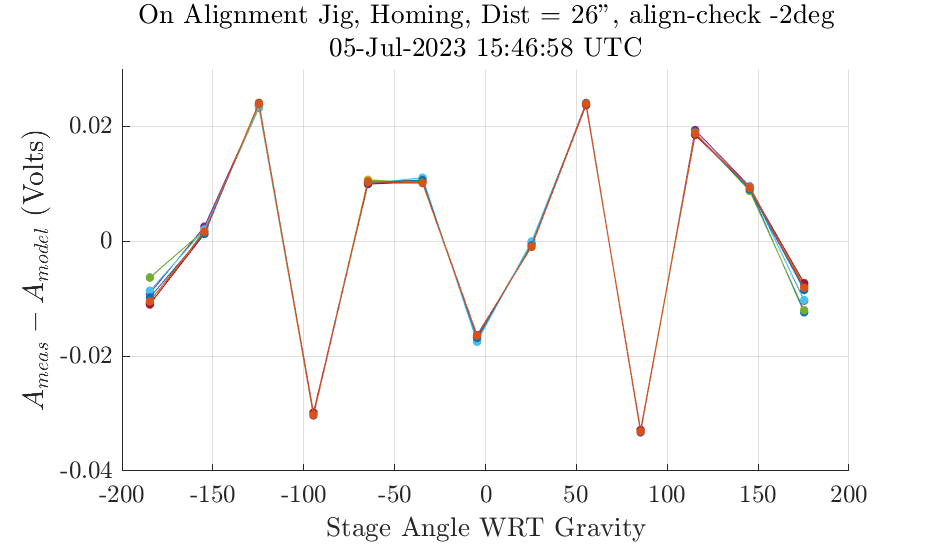 On Alignment Jig, Homing, Dist = 26”, align-check -2deg
05-Jul-2023 15:46:58 UTC
A_meas − A_model (Volts)
0.02
0
-0.02
-0.04
-200 -150 -100 -50 0 50 100 150 200
Stage Angle WRT Gravity